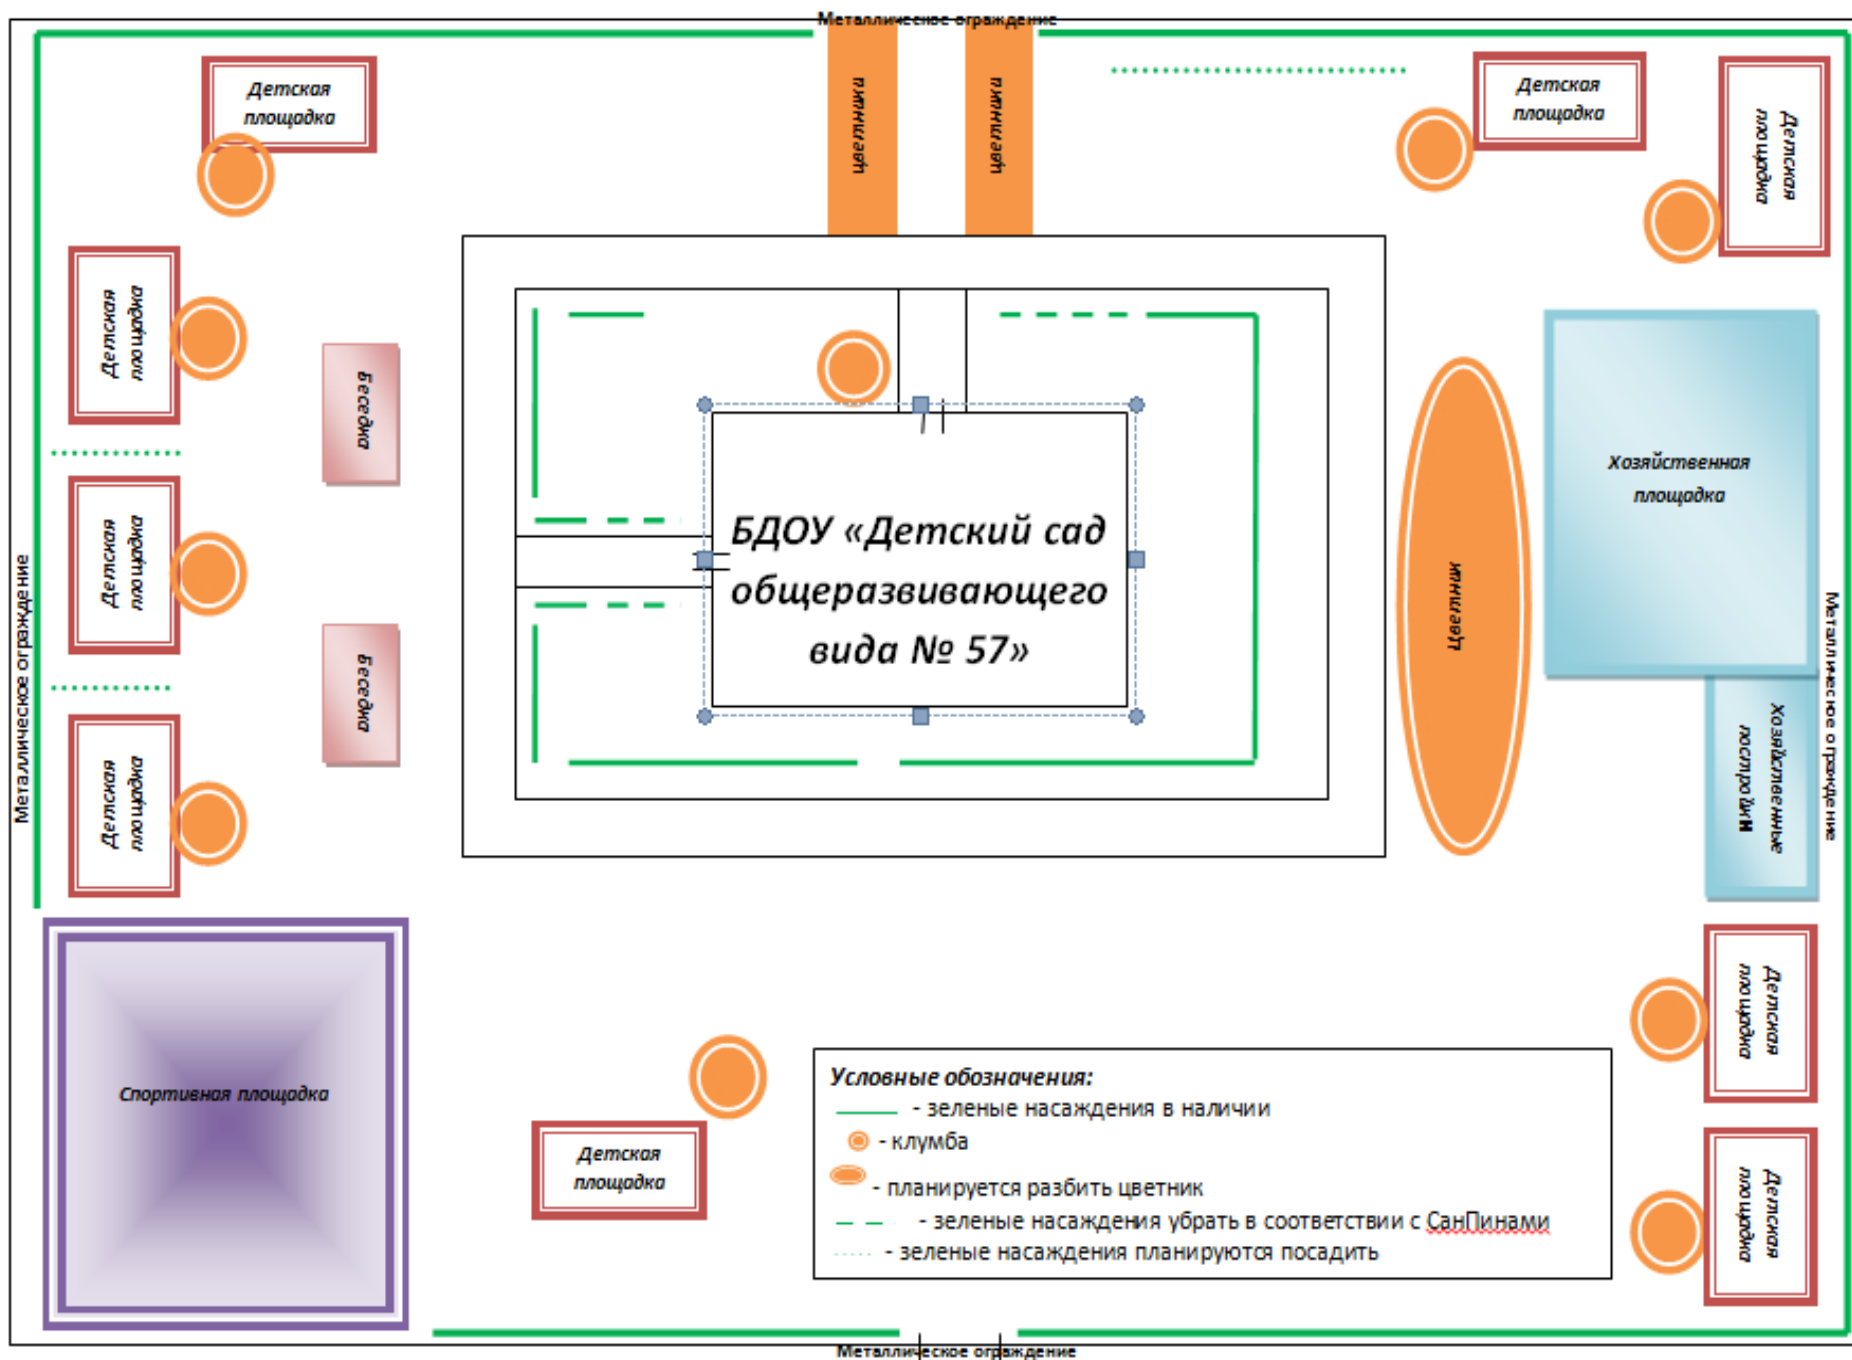 Металлическое ограждение
Детская
площадка
цветники
цветники
Детская
площадка
Детская
площадка
Детская
площадка
Беседка
Хозяйственная
площадка
Детская
площадка
БДОУ «Детский сад
общеразвивающего
вида № 57»
Цветник
Металлическое ограждение
Металлическое ограждение
Беседка
Хозяйственные
постройки
Детская
площадка
Детская
площадка
Спортивная площадка
Детская
площадка
Условные обозначения:
- зеленые насаждения в наличии
- клумба
- планируется разбить цветник
- зеленые насаждения убрать в соответствии с СанПинами
- зеленые насаждения планируются посадить
Детская
площадка
Металлическое ограждение